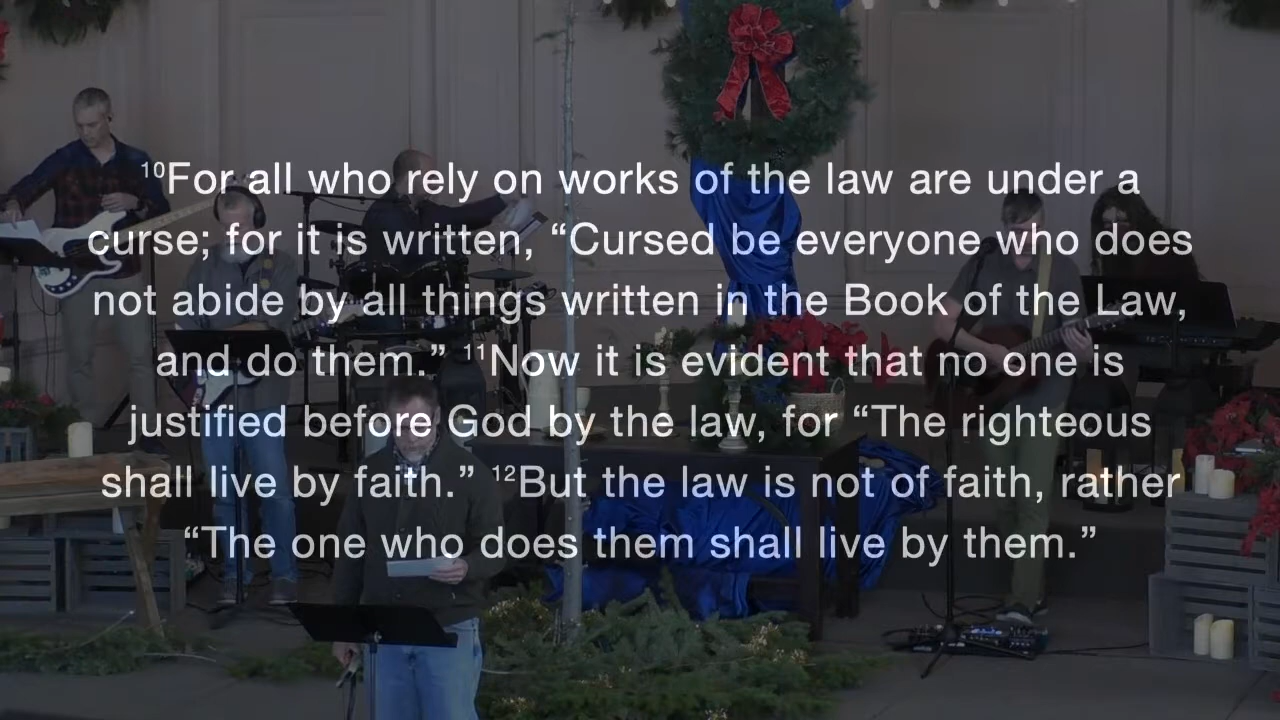 ¹⁰For all who rely on works of the law are under a
curse; for it is written, “Cursed be everyone who does
not abide by all things written in the Book of the Law,
and do them.” ¹¹Now it is evident that no one is
justified before God by the law, for “The righteous
shall live by faith.” ¹²But the law is not of faith, rather
“The one who does them shall live by them.”